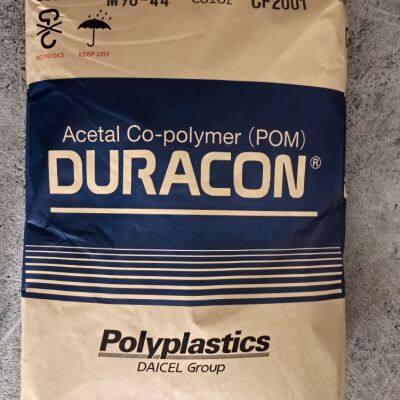 M90-44 Color CF2001
NO HOOKS KEEP DRY
Acetal Co-polymer (POM)
DURACON®
Polyplastics
DAICEL Group